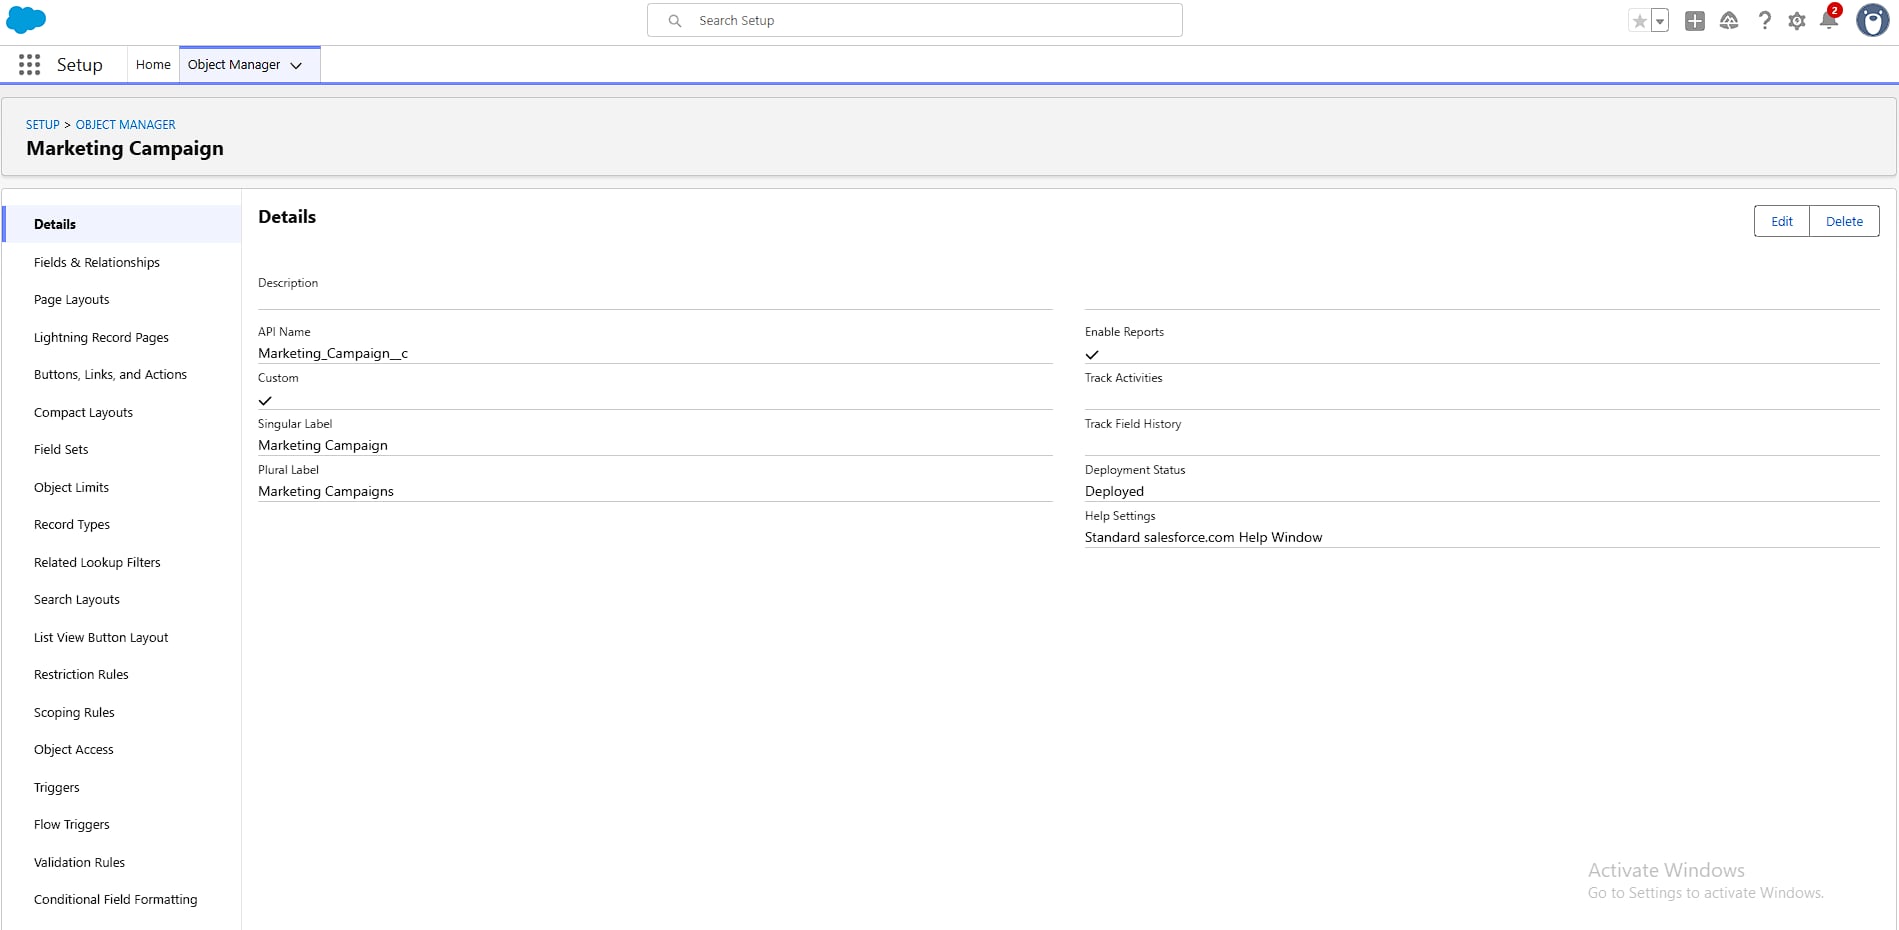 Search Setup
2
Setup
Home
Object Manager
SETUP > OBJECT MANAGER
Marketing Campaign
Details
Fields & Relationships
Page Layouts
Lightning Record Pages
Buttons, Links, and Actions
Compact Layouts
Field Sets
Object Limits
Record Types
Related Lookup Filters
Search Layouts
List View Button Layout
Restriction Rules
Scoping Rules
Object Access
Triggers
Flow Triggers
Validation Rules
Conditional Field Formatting
Details
Edit
Delete
Description
API Name
Marketing_Campaign__c
Custom
Singular Label
Marketing Campaign
Plural Label
Marketing Campaigns
Enable Reports
Track Activities
Track Field History
Deployment Status
Deployed
Help Settings
Standard salesforce.com Help Window
Activate Windows
Go to Settings to activate Windows.